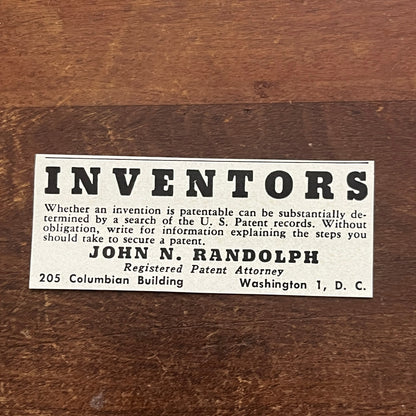 INVENTORS
Whether an invention is patentable can be substantially de-
termined by a search of the U. S. Patent records. Without
obligation, write for information explaining the steps you
should take to secure a patent.
JOHN N. RANDOLPH
Registered Patent Attorney
205 Columbian Building Washington 1, D. C.